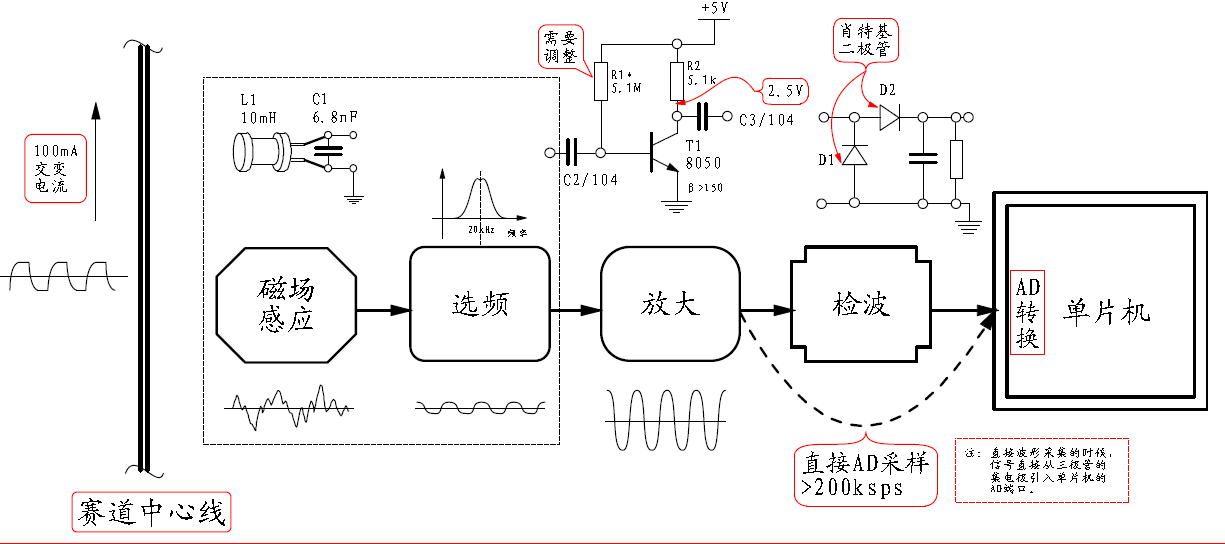 +5V
需要
调整
R1*
5.1M
R2
5.1k
2.5V
C3/104
C2/104
T1
8050
β>150
肖特基
二极管
D2
D1
L1
10mH
C1
6.8nF
100mA
交变
电流
20kHz
频率
磁场
感应
选频
放大
检波
AD
转
换
单片机
直接AD采样
>200ksps
注：直接波形采集的时候，
信号直接从三极管的
集电极引入单片机的
AD端口。
赛道中心线